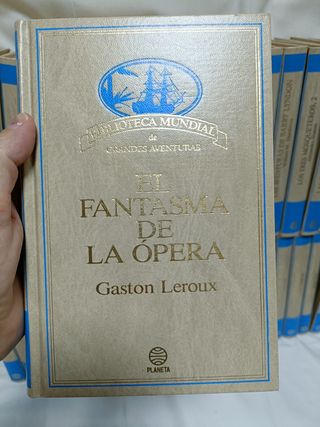 BIBLIOTECA MUNDIAL
de
GRANDES AVENTURAS
EL
FANTASMA
DE
LA ÓPERA
Gaston Leroux
PLANETA